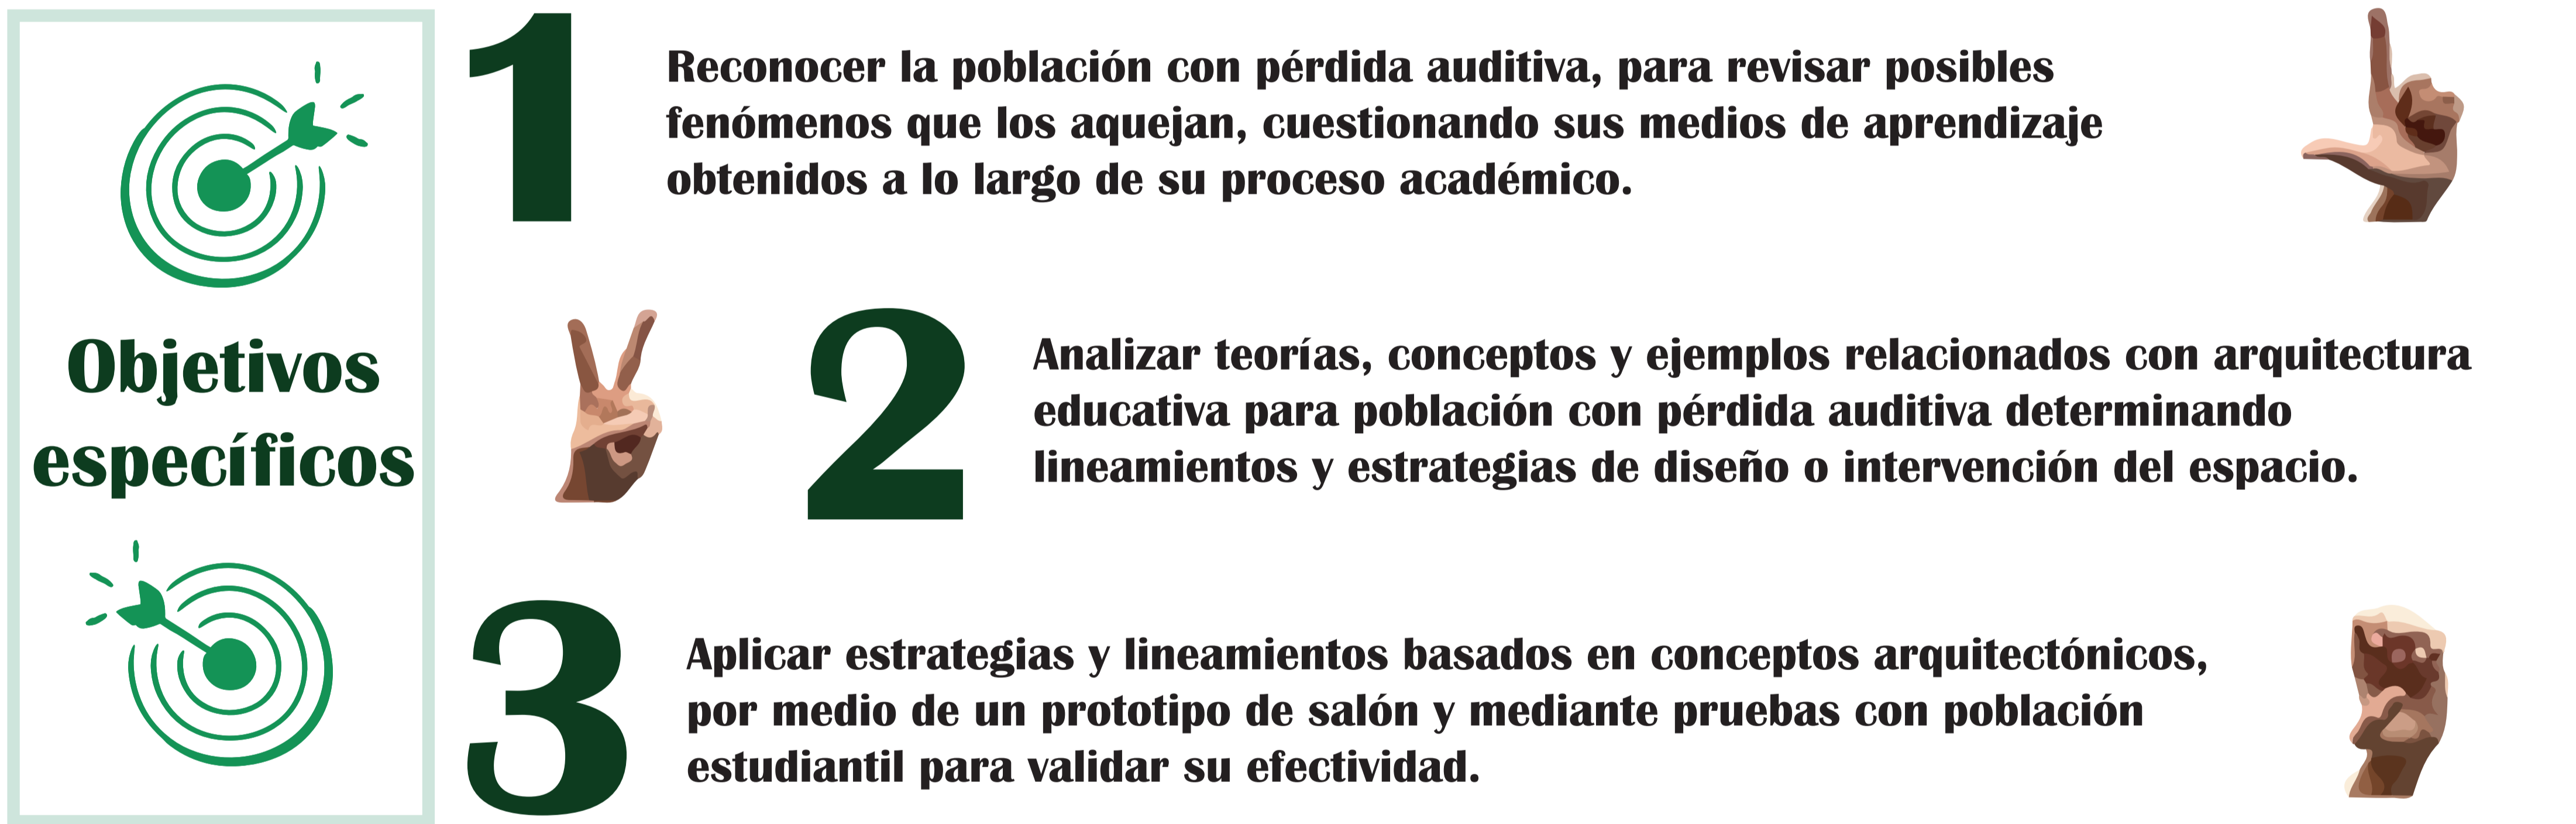 Objetivos
específicos
1
Reconocer la población con pérdida auditiva, para revisar posibles
fenómenos que los aquejan, cuestionando sus medios de aprendizaje
obtenidos a lo largo de su proceso académico.
2
Analizar teorías, conceptos y ejemplos relacionados con arquitectura
educativa para población con pérdida auditiva determinando
lineamientos y estrategias de diseño o intervención del espacio.
3
Aplicar estrategias y lineamientos basados en conceptos arquitectónicos,
por medio de un prototipo de salón y mediante pruebas con población
estudiantil para validar su efectividad.